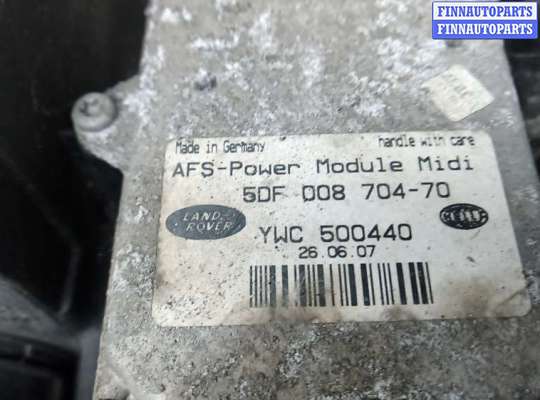 FINNAUTOPARTS
FINNAUTOPARTS
Made in Germany
handle with care
AFS-Power Module Midi
5DF 008 704-70
LAND-
ROVER
HELLA
YWC 500440
26.06.07